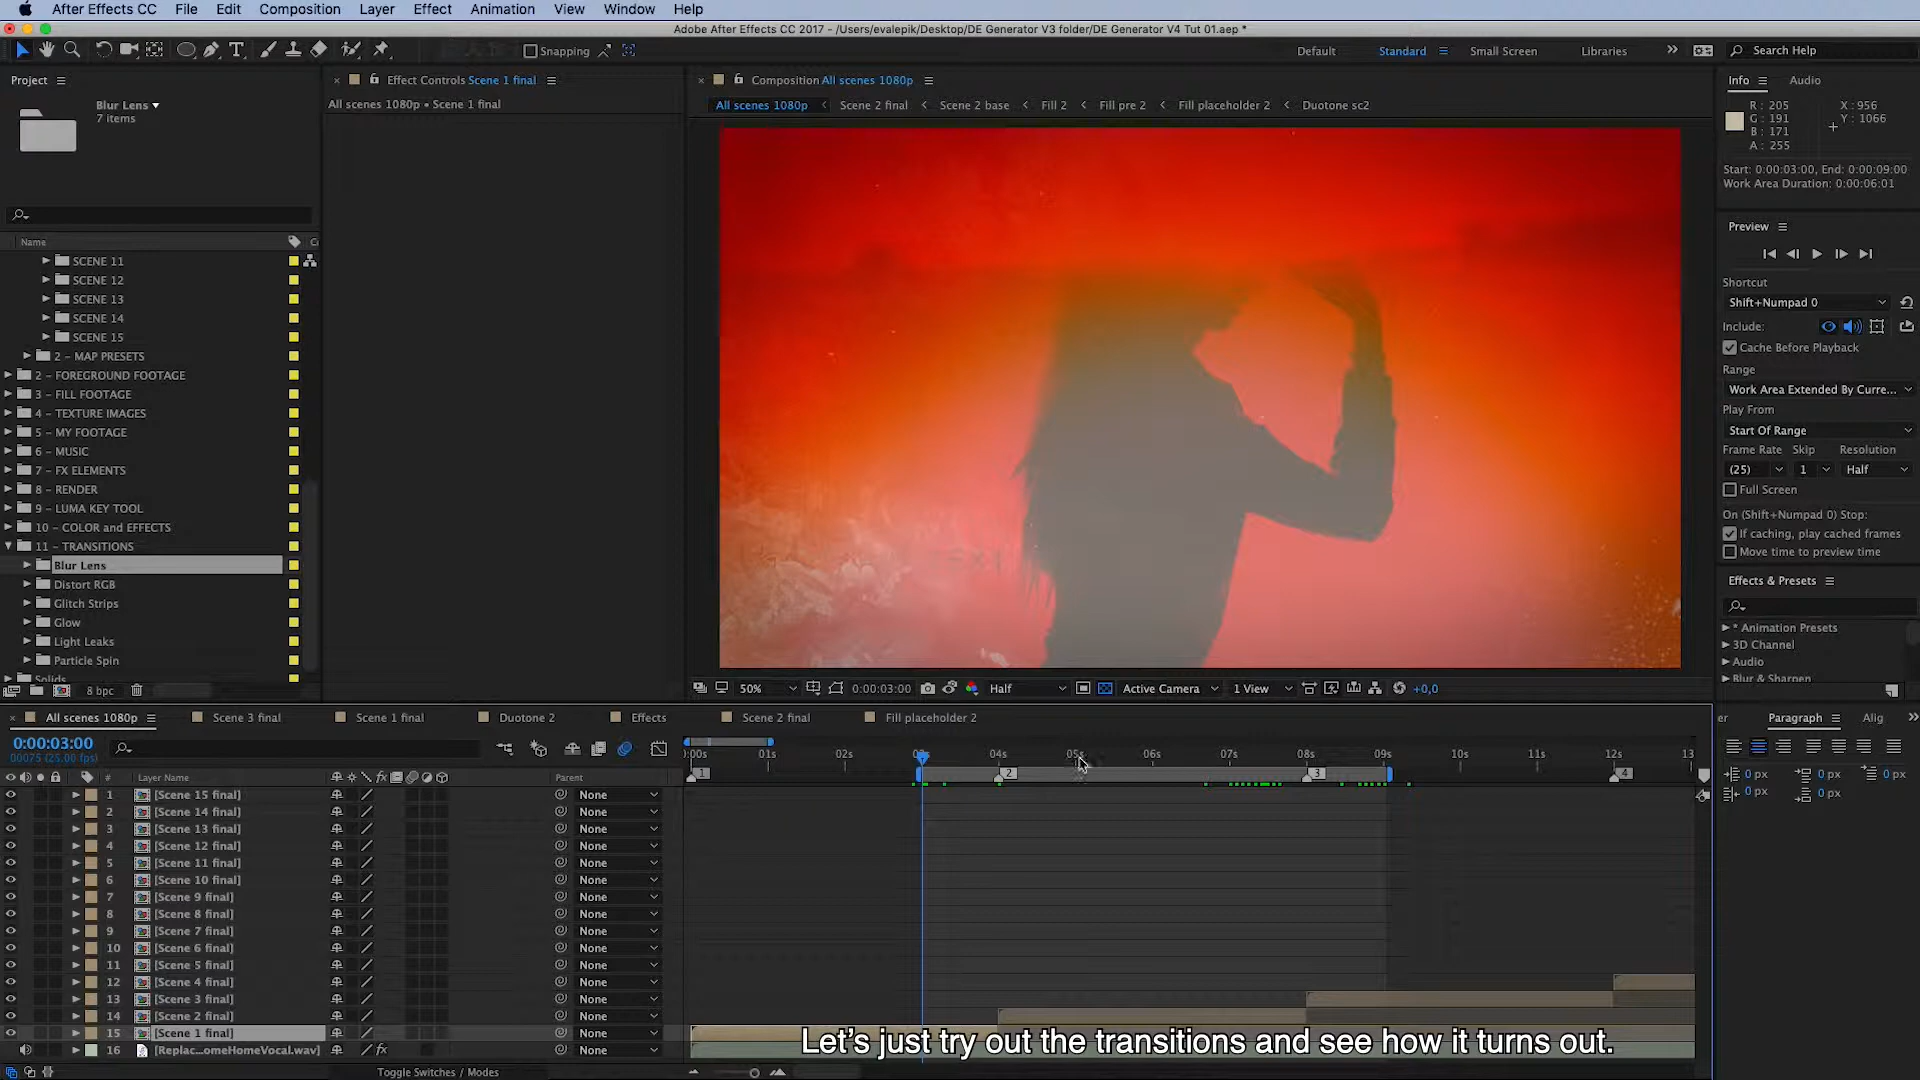 After Effects CC File Edit Composition Layer Effect Animation View Window Help
Adobe After Effects CC 2017 - /Users/evalepik/Desktop/DE Generator V3 folder/DE Generator V4 Tut 01.aep *
Snapping Default Standard Small Screen Libraries Search Help
Project
Blur Lens
7 items
Name
SCENE 11
SCENE 12
SCENE 13
SCENE 14
SCENE 15
2 – MAP PRESETS
2 – FOREGROUND FOOTAGE
3 – FILL FOOTAGE
4 – TEXTURE IMAGES
5 – MY FOOTAGE
6 – MUSIC
7 – FX ELEMENTS
8 – RENDER
9 – LUMA KEY TOOL
10 – COLOR and EFFECTS
11 – TRANSITIONS
Blur Lens
Distort RGB
Glitch Strips
Glow
Light Leaks
Particle Spin
Solids
8 bpc
Effect Controls Scene 1 final
All scenes 1080p • Scene 1 final
Composition All scenes 1080p
All scenes 1080p Scene 2 final Scene 2 base Fill 2 Fill pre 2 Fill placeholder 2 Duotone sc2
50% 0:00:03:00 Half Active Camera 1 View +0,0
Info Audio
R : 205 X : 956
G : 191 Y : 1066
B : 171
A : 255
Start: 0:00:03:00, End: 0:00:09:00
Work Area Duration: 0:00:06:01
Preview
Shortcut
Shift+Numpad 0
Include:
Cache Before Playback
Range
Work Area Extended By Curre...
Play From
Start Of Range
Frame Rate Skip Resolution
(25) 1 Half
Full Screen
On (Shift+Numpad 0) Stop:
If caching, play cached frames
Move time to preview time
Effects & Presets
* Animation Presets
3D Channel
Audio
Blur & Sharpen
Paragraph Alig
0 px 0 px 0 px
0 px 0 px
All scenes 1080p Scene 3 final Scene 1 final Duotone 2 Effects Scene 2 final Fill placeholder 2
0:00:03:00
00075 (25.00 fps)
:00s 01s 02s 03s 04s 05s 06s 07s 08s 09s 10s 11s 12s 13
1 2 3 4
# Layer Name Parent
1 [Scene 15 final] None
2 [Scene 14 final] None
3 [Scene 13 final] None
4 [Scene 12 final] None
5 [Scene 11 final] None
6 [Scene 10 final] None
7 [Scene 9 final] None
8 [Scene 8 final] None
9 [Scene 7 final] None
10 [Scene 6 final] None
11 [Scene 5 final] None
12 [Scene 4 final] None
13 [Scene 3 final] None
14 [Scene 2 final] None
15 [Scene 1 final] None
16 [Replac...omeHomeVocal.wav] None
Let's just try out the transitions and see how it turns out.
Toggle Switches / Modes